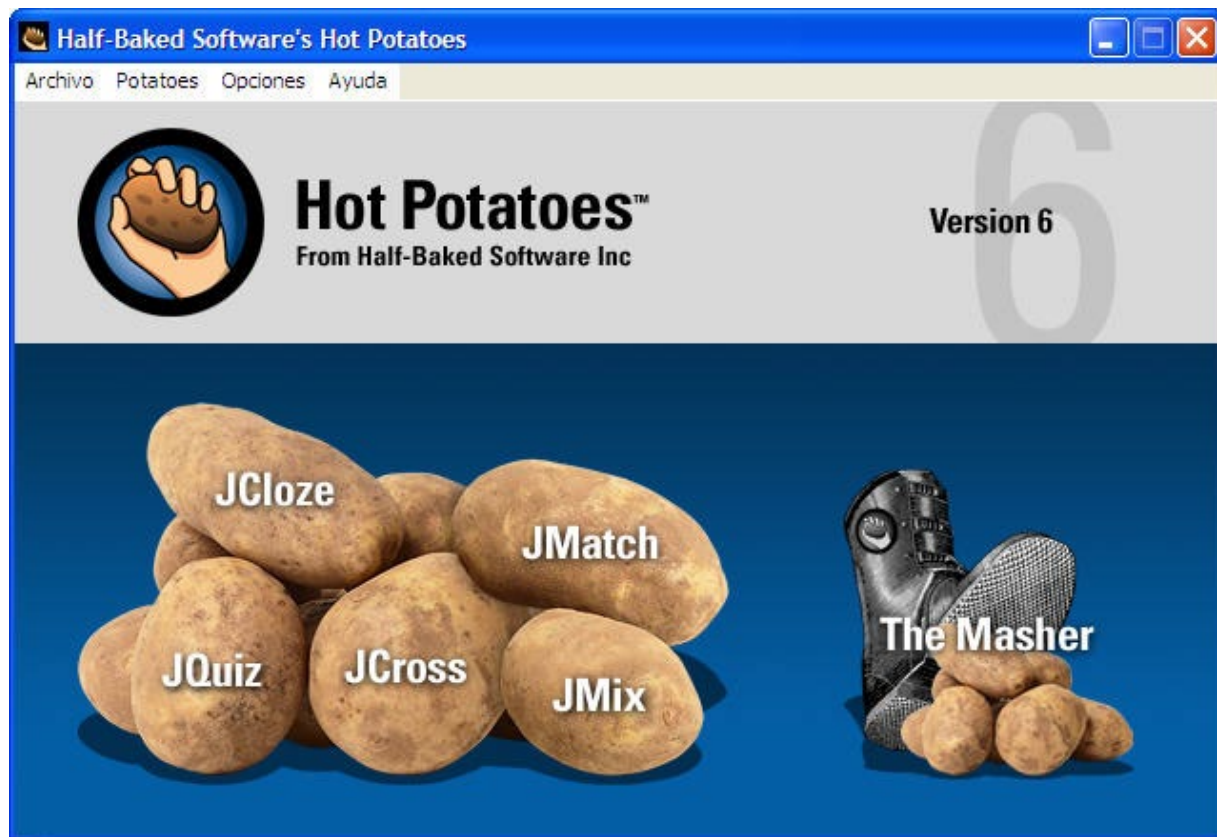 Half-Baked Software's Hot Potatoes
Archivo Potatoes Opciones Ayuda
Hot Potatoes™
From Half-Baked Software Inc
Version 6
6
JCloze
JMatch
JQuiz
JCross
JMix
The Masher